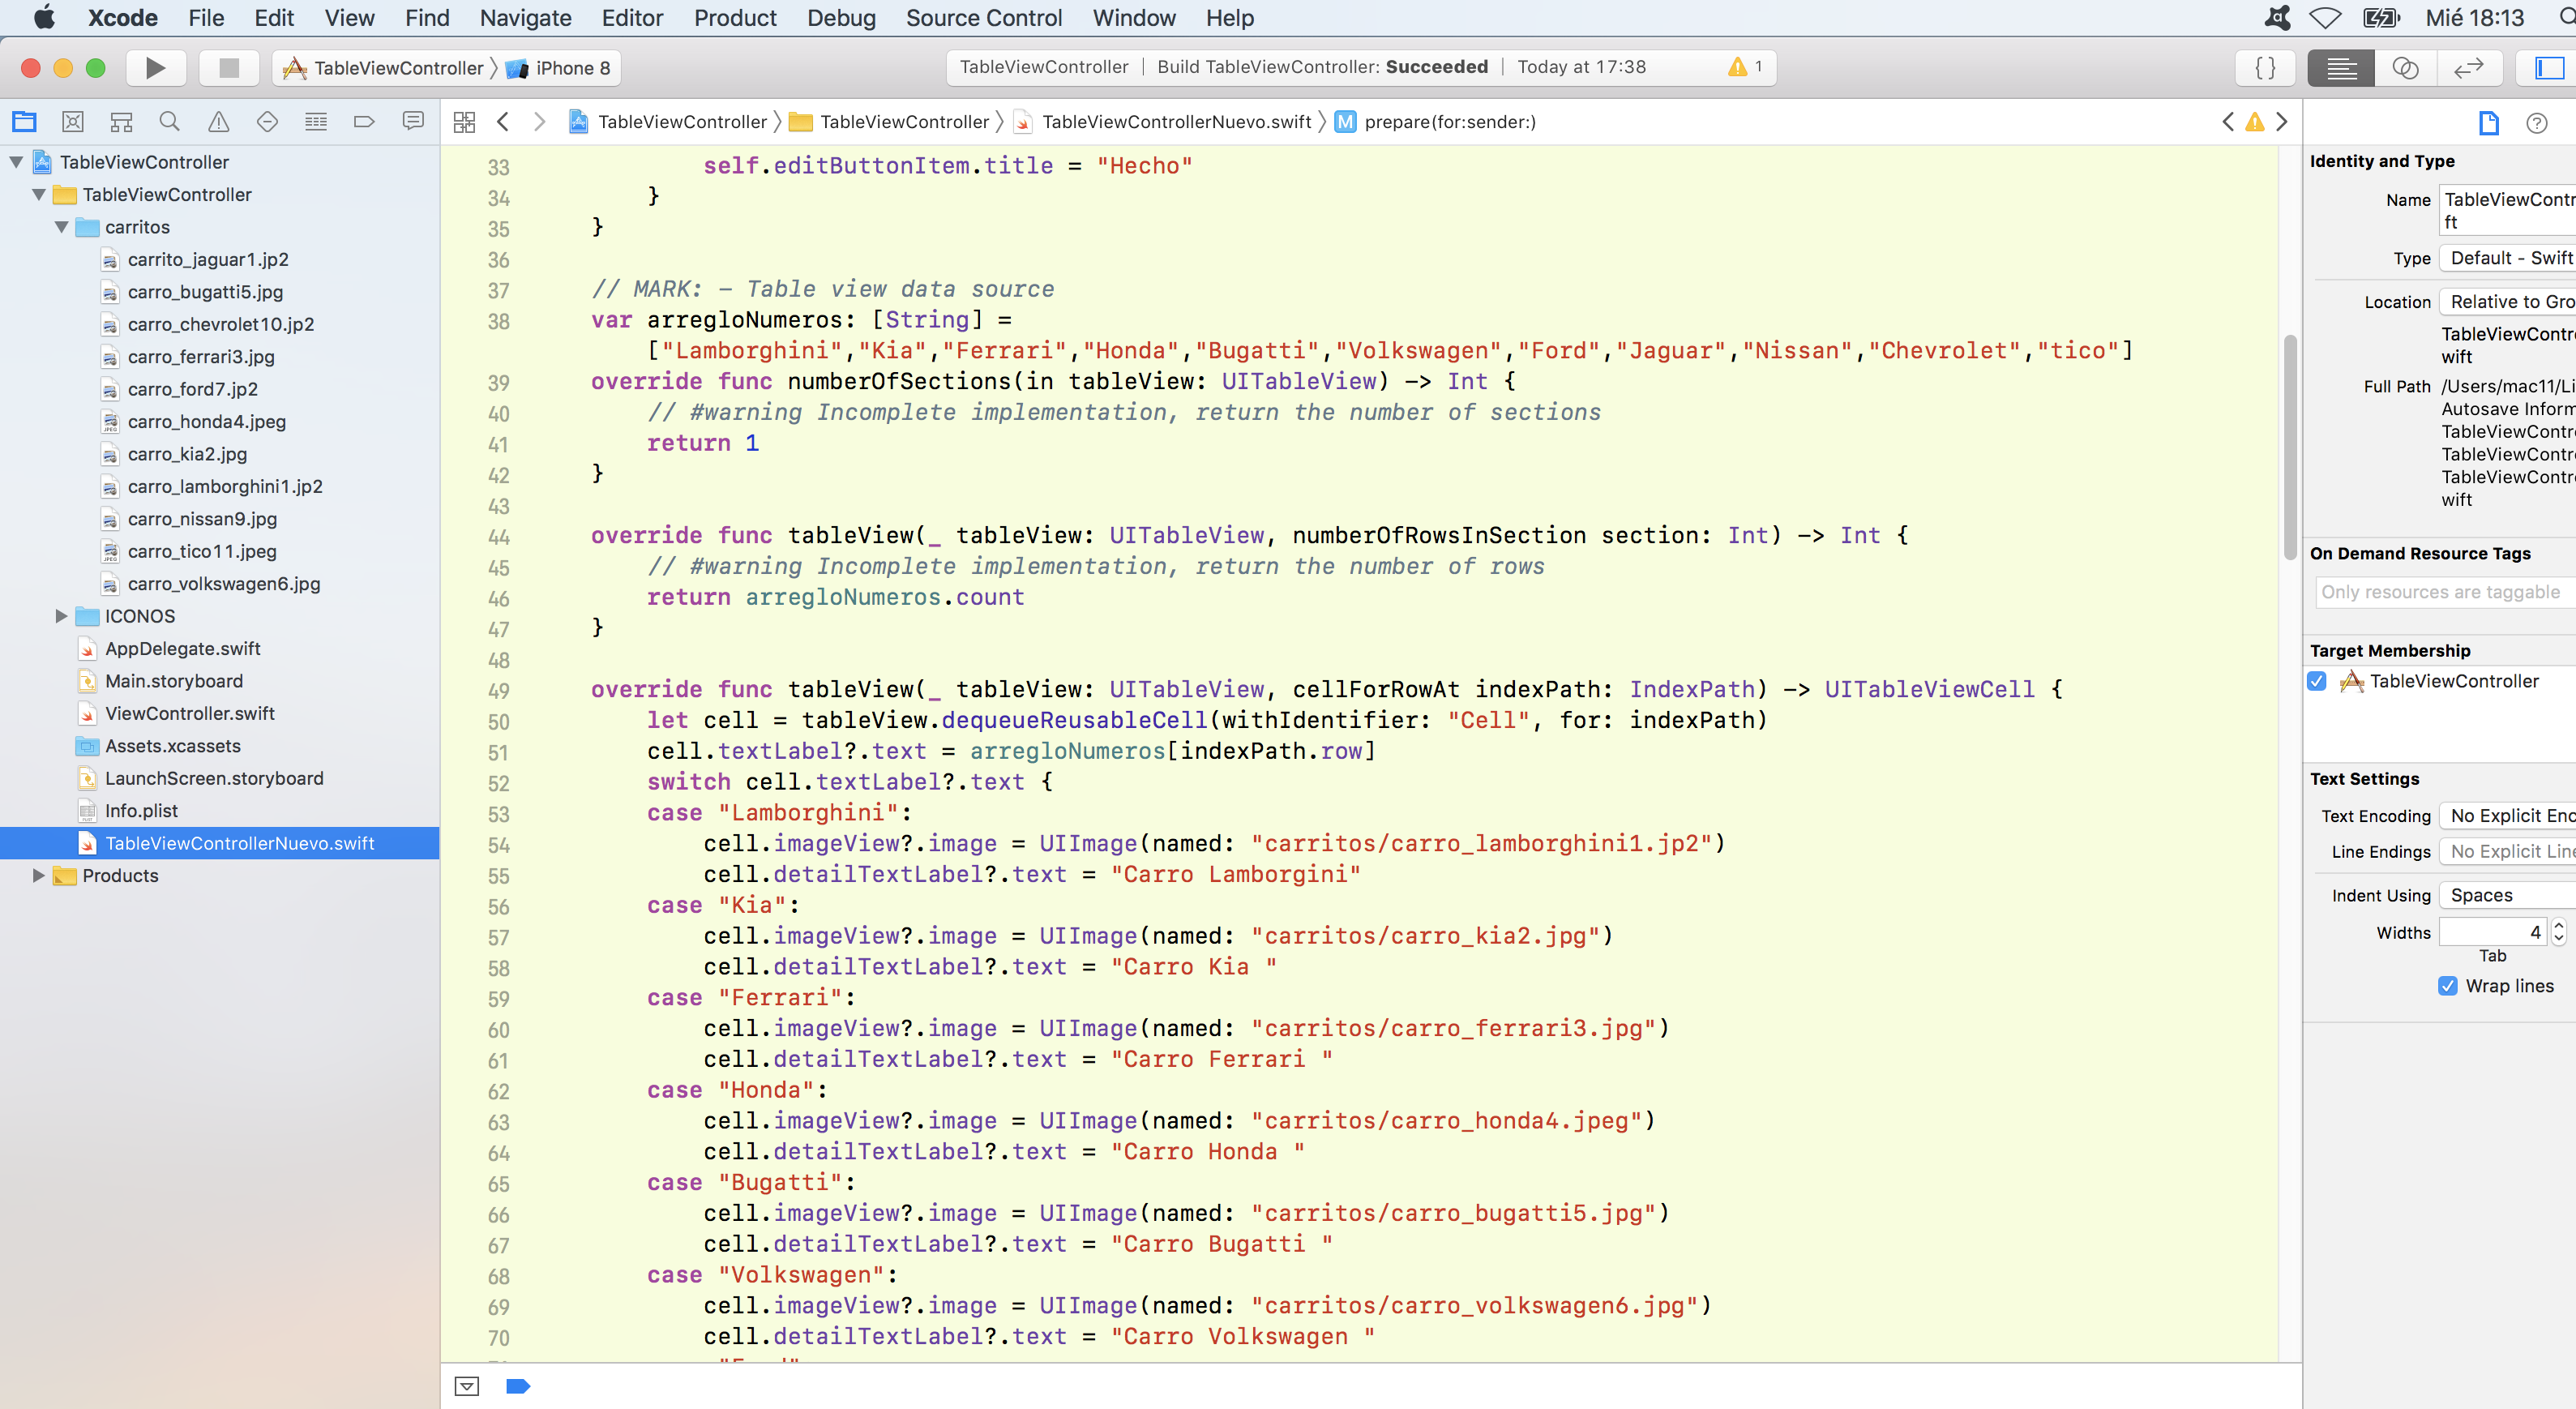 Xcode File Edit View Find Navigate Editor Product Debug Source Control Window Help Mié 18:13
TableViewController iPhone 8
TableViewController | Build TableViewController: Succeeded | Today at 17:38 1
{ }
TableViewController TableViewController TableViewControllerNuevo.swift M prepare(for:sender:)
TableViewController
TableViewController
carritos
carrito_jaguar1.jp2
carro_bugatti5.jpg
carro_chevrolet10.jp2
carro_ferrari3.jpg
carro_ford7.jp2
carro_honda4.jpeg
carro_kia2.jpg
carro_lamborghini1.jp2
carro_nissan9.jpg
carro_tico11.jpeg
carro_volkswagen6.jpg
ICONOS
AppDelegate.swift
Main.storyboard
ViewController.swift
Assets.xcassets
LaunchScreen.storyboard
Info.plist
TableViewControllerNuevo.swift
Products
33 self.editButtonItem.title = "Hecho"
34 }
35 }
36
37 // MARK: - Table view data source
38 var arregloNumeros: [String] =
["Lamborghini","Kia","Ferrari","Honda","Bugatti","Volkswagen","Ford","Jaguar","Nissan","Chevrolet","tico"]
39 override func numberOfSections(in tableView: UITableView) -> Int {
40 // #warning Incomplete implementation, return the number of sections
41 return 1
42 }
43
44 override func tableView(_ tableView: UITableView, numberOfRowsInSection section: Int) -> Int {
45 // #warning Incomplete implementation, return the number of rows
46 return arregloNumeros.count
47 }
48
49 override func tableView(_ tableView: UITableView, cellForRowAt indexPath: IndexPath) -> UITableViewCell {
50 let cell = tableView.dequeueReusableCell(withIdentifier: "Cell", for: indexPath)
51 cell.textLabel?.text = arregloNumeros[indexPath.row]
52 switch cell.textLabel?.text {
53 case "Lamborghini":
54 cell.imageView?.image = UIImage(named: "carritos/carro_lamborghini1.jp2")
55 cell.detailTextLabel?.text = "Carro Lamborgini"
56 case "Kia":
57 cell.imageView?.image = UIImage(named: "carritos/carro_kia2.jpg")
58 cell.detailTextLabel?.text = "Carro Kia "
59 case "Ferrari":
60 cell.imageView?.image = UIImage(named: "carritos/carro_ferrari3.jpg")
61 cell.detailTextLabel?.text = "Carro Ferrari "
62 case "Honda":
63 cell.imageView?.image = UIImage(named: "carritos/carro_honda4.jpeg")
64 cell.detailTextLabel?.text = "Carro Honda "
65 case "Bugatti":
66 cell.imageView?.image = UIImage(named: "carritos/carro_bugatti5.jpg")
67 cell.detailTextLabel?.text = "Carro Bugatti "
68 case "Volkswagen":
69 cell.imageView?.image = UIImage(named: "carritos/carro_volkswagen6.jpg")
70 cell.detailTextLabel?.text = "Carro Volkswagen "
Identity and Type
Name TableViewContr
ft
Type Default - Swift
Location Relative to Gro
TableViewContr
wift
Full Path /Users/mac11/Li
Autosave Inform
TableViewContr
TableViewContr
TableViewContr
wift
On Demand Resource Tags
Only resources are taggable
Target Membership
TableViewController
Text Settings
Text Encoding No Explicit Enc
Line Endings No Explicit Line
Indent Using Spaces
Widths 4
Tab
Wrap lines